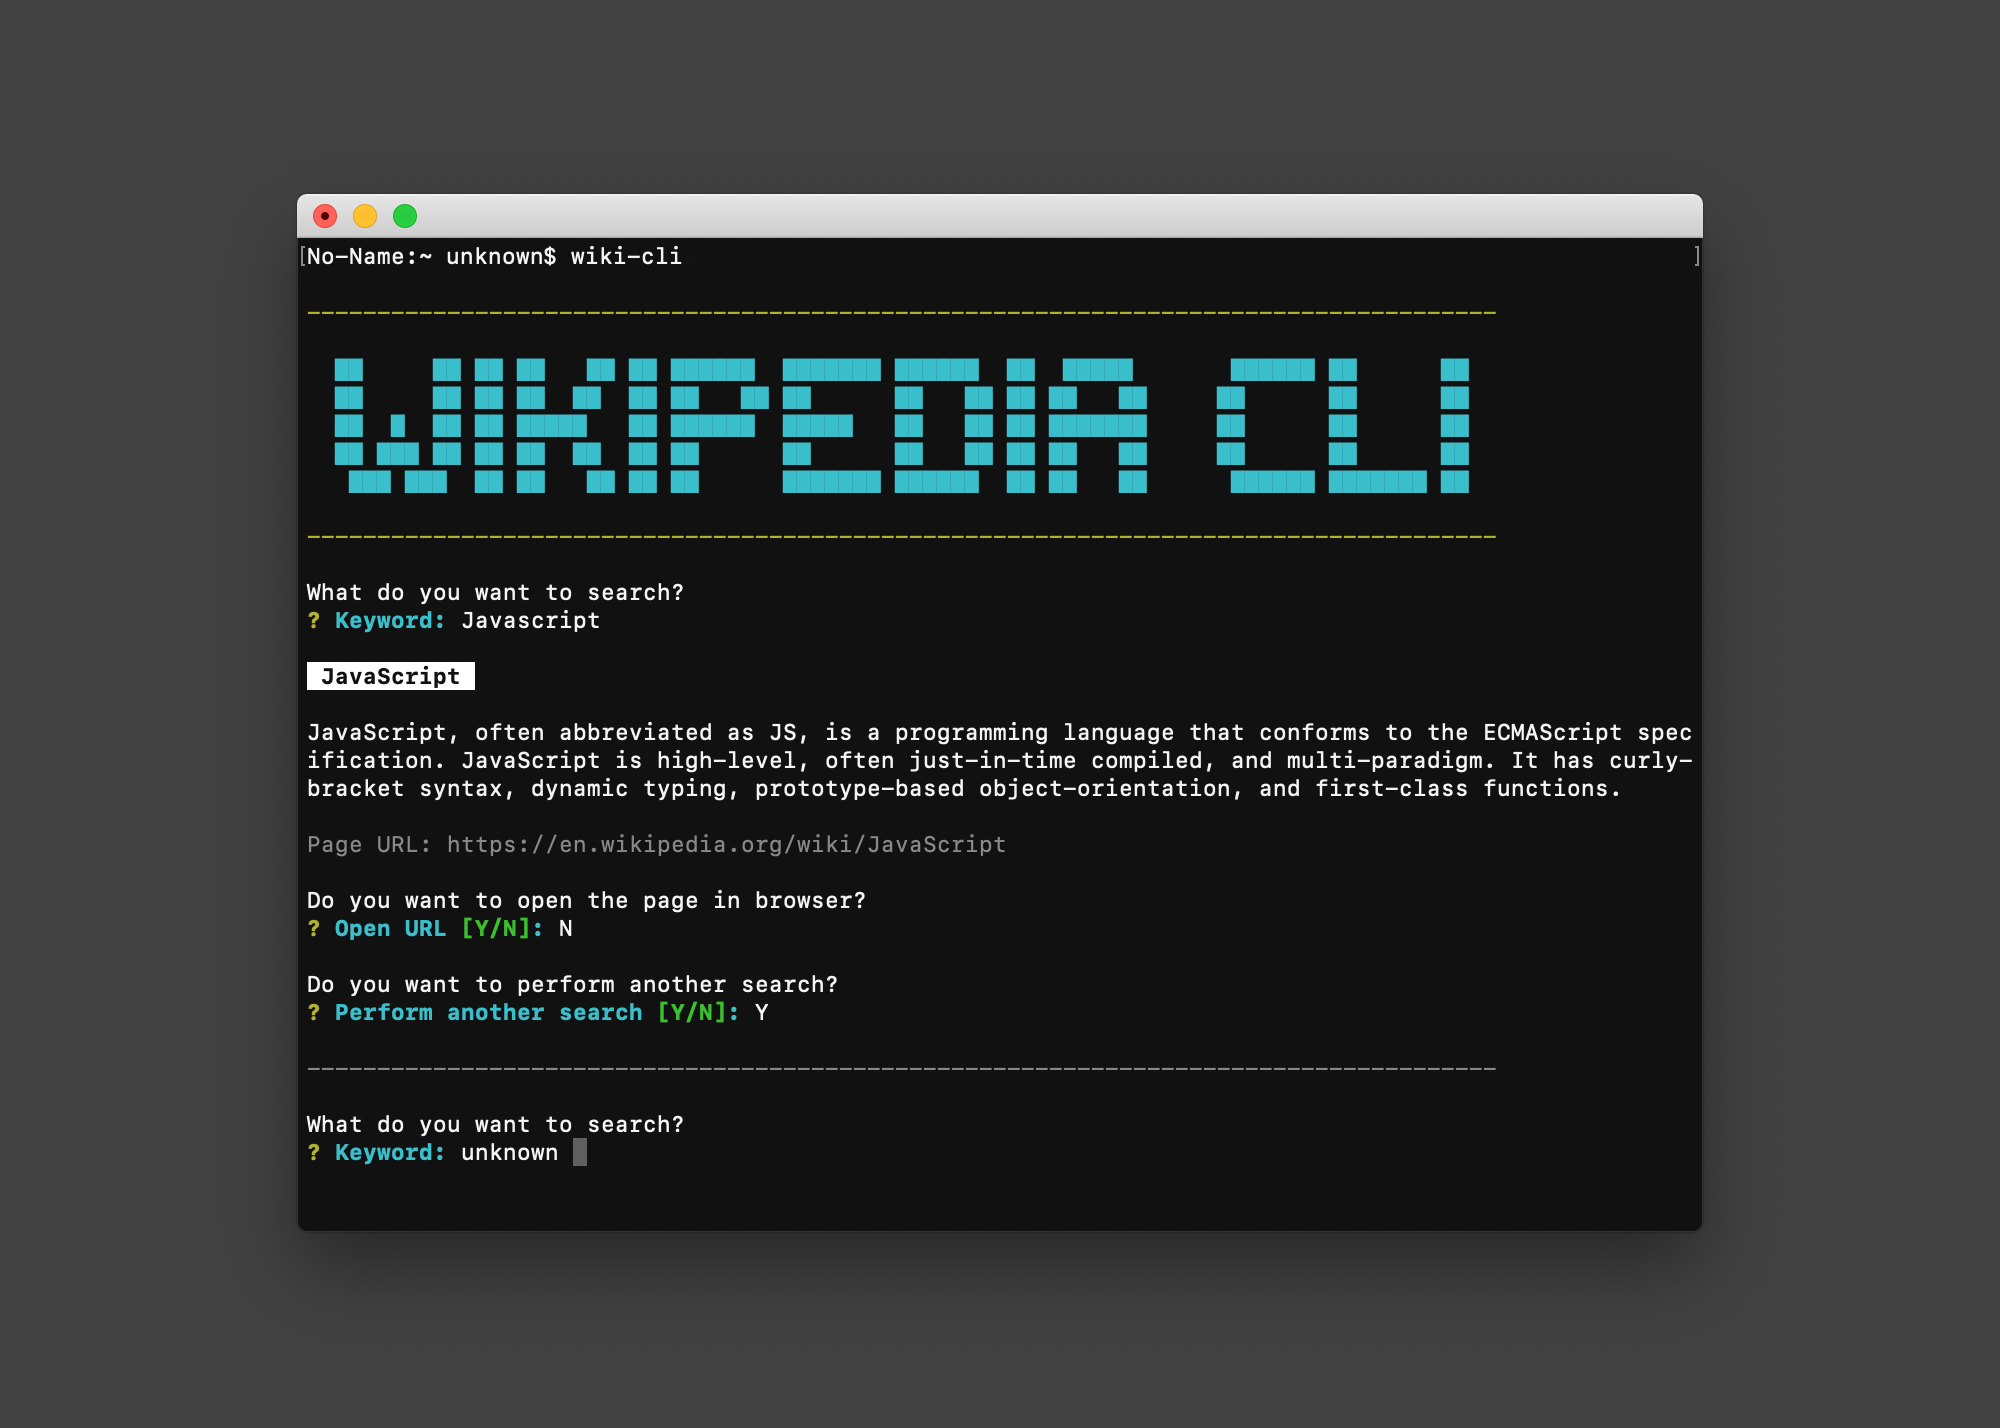 [No-Name:~ unknown$ wiki-cli ]
-------------------------------------------------------------------------------------
WIKIPEDIA CLI
-------------------------------------------------------------------------------------
What do you want to search?
? Keyword: Javascript
JavaScript
JavaScript, often abbreviated as JS, is a programming language that conforms to the ECMAScript spec
ification. JavaScript is high-level, often just-in-time compiled, and multi-paradigm. It has curly-
bracket syntax, dynamic typing, prototype-based object-orientation, and first-class functions.
Page URL: https://en.wikipedia.org/wiki/JavaScript
Do you want to open the page in browser?
? Open URL [Y/N]: N
Do you want to perform another search?
? Perform another search [Y/N]: Y
-------------------------------------------------------------------------------------
What do you want to search?
? Keyword: unknown